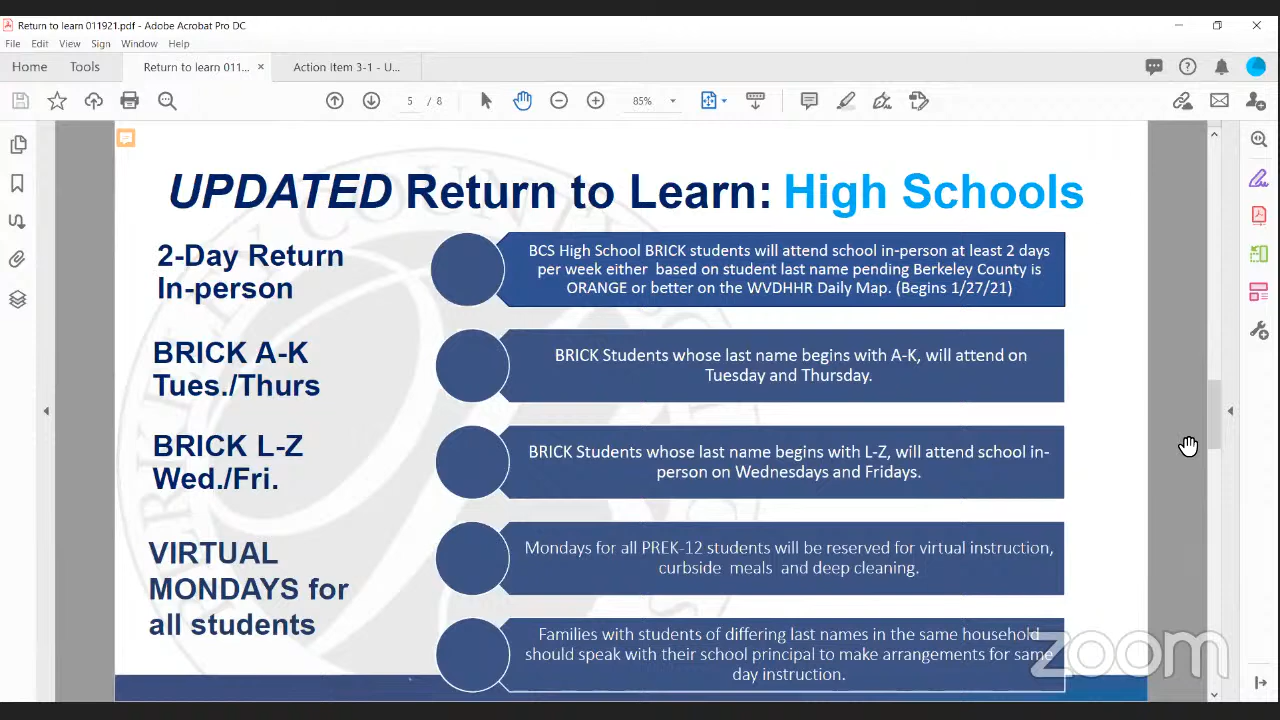 Return to learn 011921.pdf - Adobe Acrobat Pro DC
File Edit View Sign Window Help
Home Tools Return to learn 011... × Action Item 3-1 - U...
5 / 8 85%
UPDATED Return to Learn: High Schools
2-Day Return
In-person
BCS High School BRICK students will attend school in-person at least 2 days
per week either based on student last name pending Berkeley County is
ORANGE or better on the WVDHHR Daily Map. (Begins 1/27/21)
BRICK A-K
Tues./Thurs
BRICK Students whose last name begins with A-K, will attend on
Tuesday and Thursday.
BRICK L-Z
Wed./Fri.
BRICK Students whose last name begins with L-Z, will attend school in-
person on Wednesdays and Fridays.
VIRTUAL
MONDAYS for
all students
Mondays for all PREK-12 students will be reserved for virtual instruction,
curbside meals and deep cleaning.
Families with students of differing last names in the same household
should speak with their school principal to make arrangements for same
day instruction.
zoom